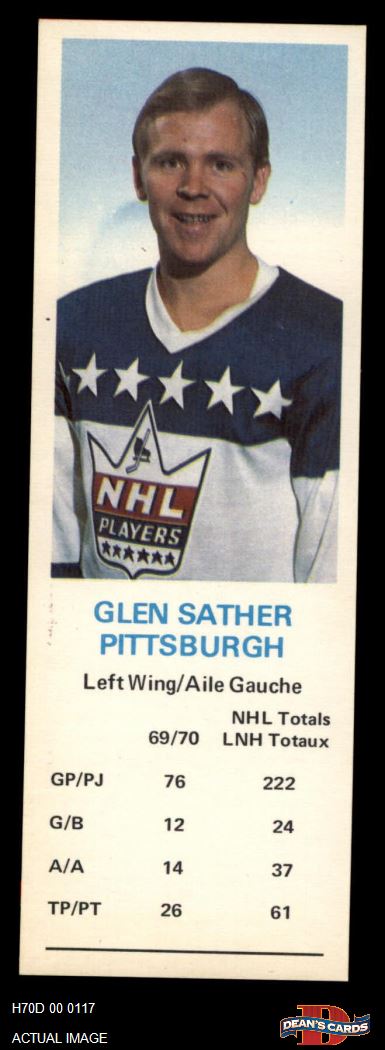 NHL
PLAYERS
GLEN SATHER
PITTSBURGH
Left Wing/Aile Gauche
NHL Totals
69/70 LNH Totaux
GP/PJ 76 222
G/B 12 24
A/A 14 37
TP/PT 26 61
H70D 00 0117
ACTUAL IMAGE
D
DEAN'S CARDS